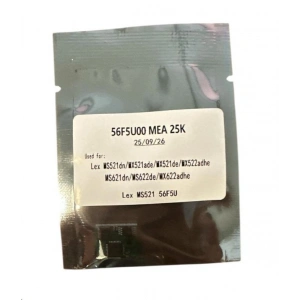 56F5U00 MEA 25K
25/09/26
Used for:
Lex MS521dn/MX521ade/MX521de/MX522adhe
MS621dn/MS622de/MX622adhe
Lex MS521 56F5U